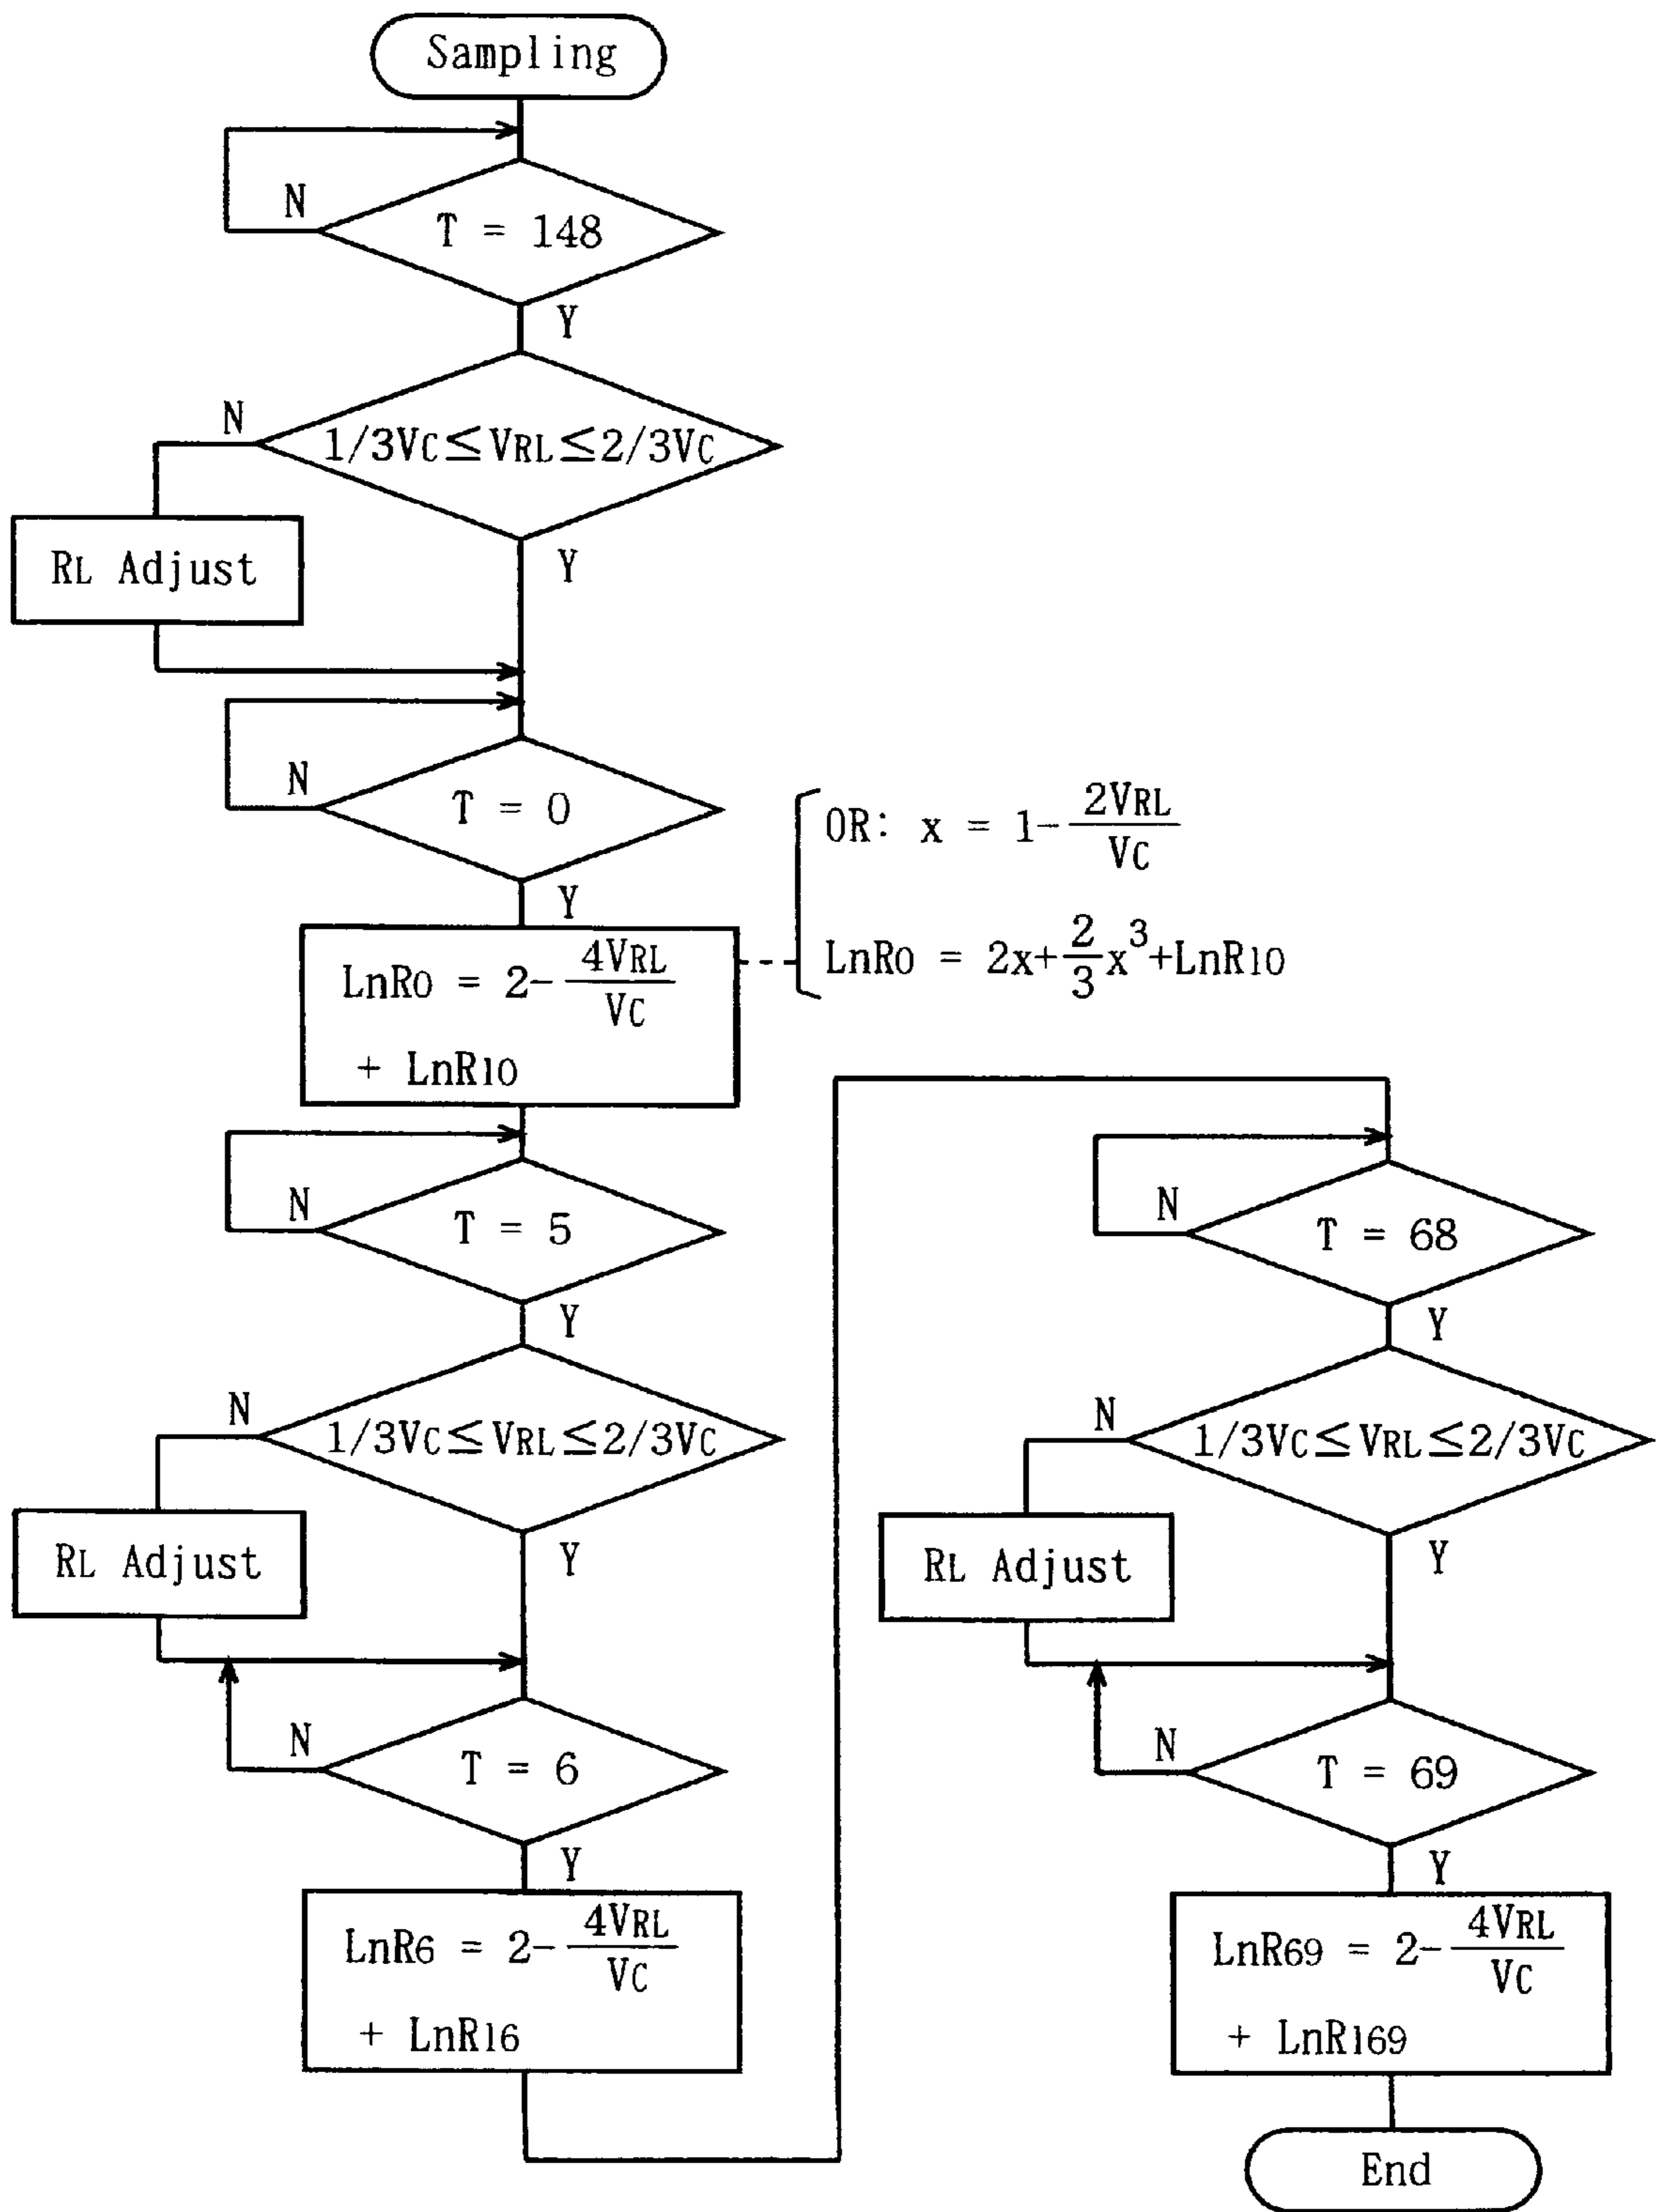 Sampling
N
T = 148
Y
N
1/3VC≤VRL≤2/3VC
RL Adjust
Y
N
T = 0
Y
OR: x = 1-2VRL/VC
LnR0 = 2x+2/3x³+LnR10
LnR0 = 2-4VRL/VC
+ LnR10
N
T = 5
Y
N
1/3VC≤VRL≤2/3VC
RL Adjust
Y
N
T = 6
Y
LnR6 = 2-4VRL/VC
+ LnR16
N
T = 68
Y
N
1/3VC≤VRL≤2/3VC
RL Adjust
Y
N
T = 69
Y
LnR69 = 2-4VRL/VC
+ LnR169
End